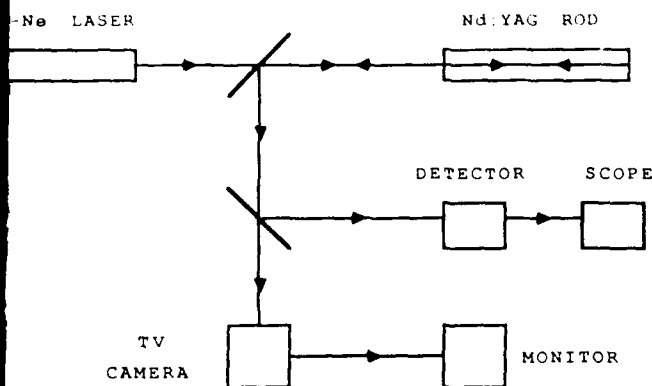 -Ne LASER
Nd:YAG ROD
DETECTOR
SCOPE
TV
CAMERA
MONITOR